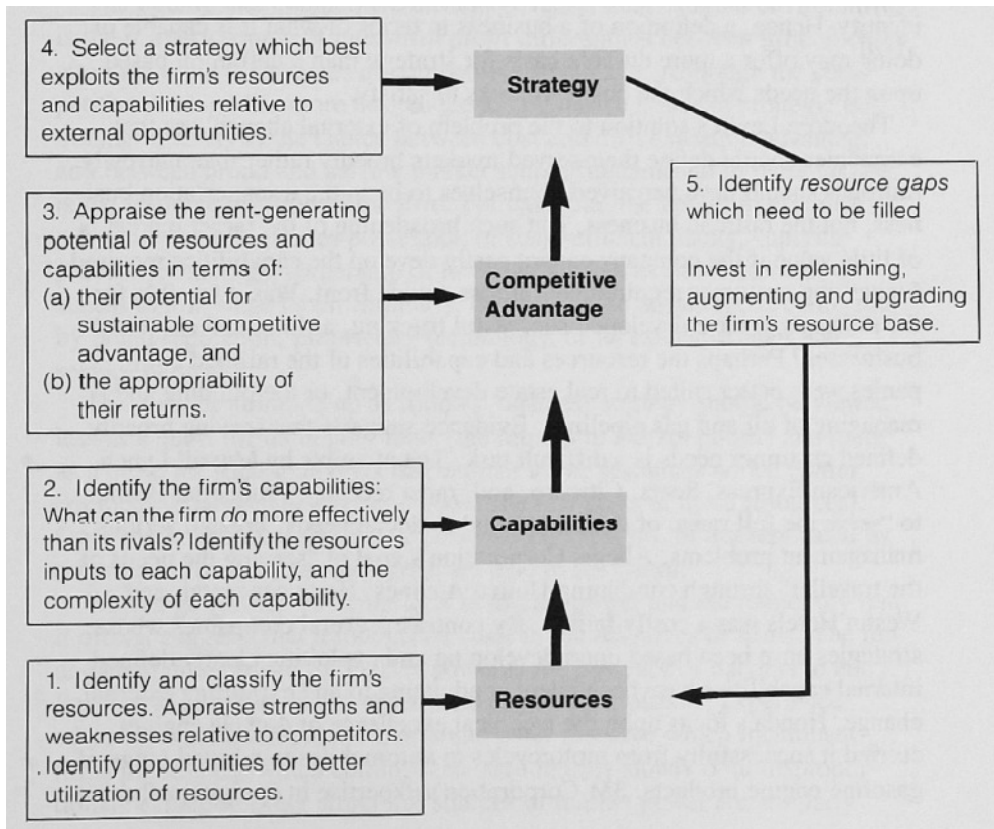 4. Select a strategy which best
exploits the firm's resources
and capabilities relative to
external opportunities.
Strategy
3. Appraise the rent-generating
potential of resources and
capabilities in terms of:
(a) their potential for
sustainable competitive
advantage, and
(b) the appropriability of
their returns.
Competitive
Advantage
5. Identify resource gaps
which need to be filled
Invest in replenishing,
augmenting and upgrading
the firm's resource base.
2. Identify the firm's capabilities:
What can the firm do more effectively
than its rivals? Identify the resources
inputs to each capability, and the
complexity of each capability.
Capabilities
1. Identify and classify the firm's
resources. Appraise strengths and
weaknesses relative to competitors.
Identify opportunities for better
utilization of resources.
Resources